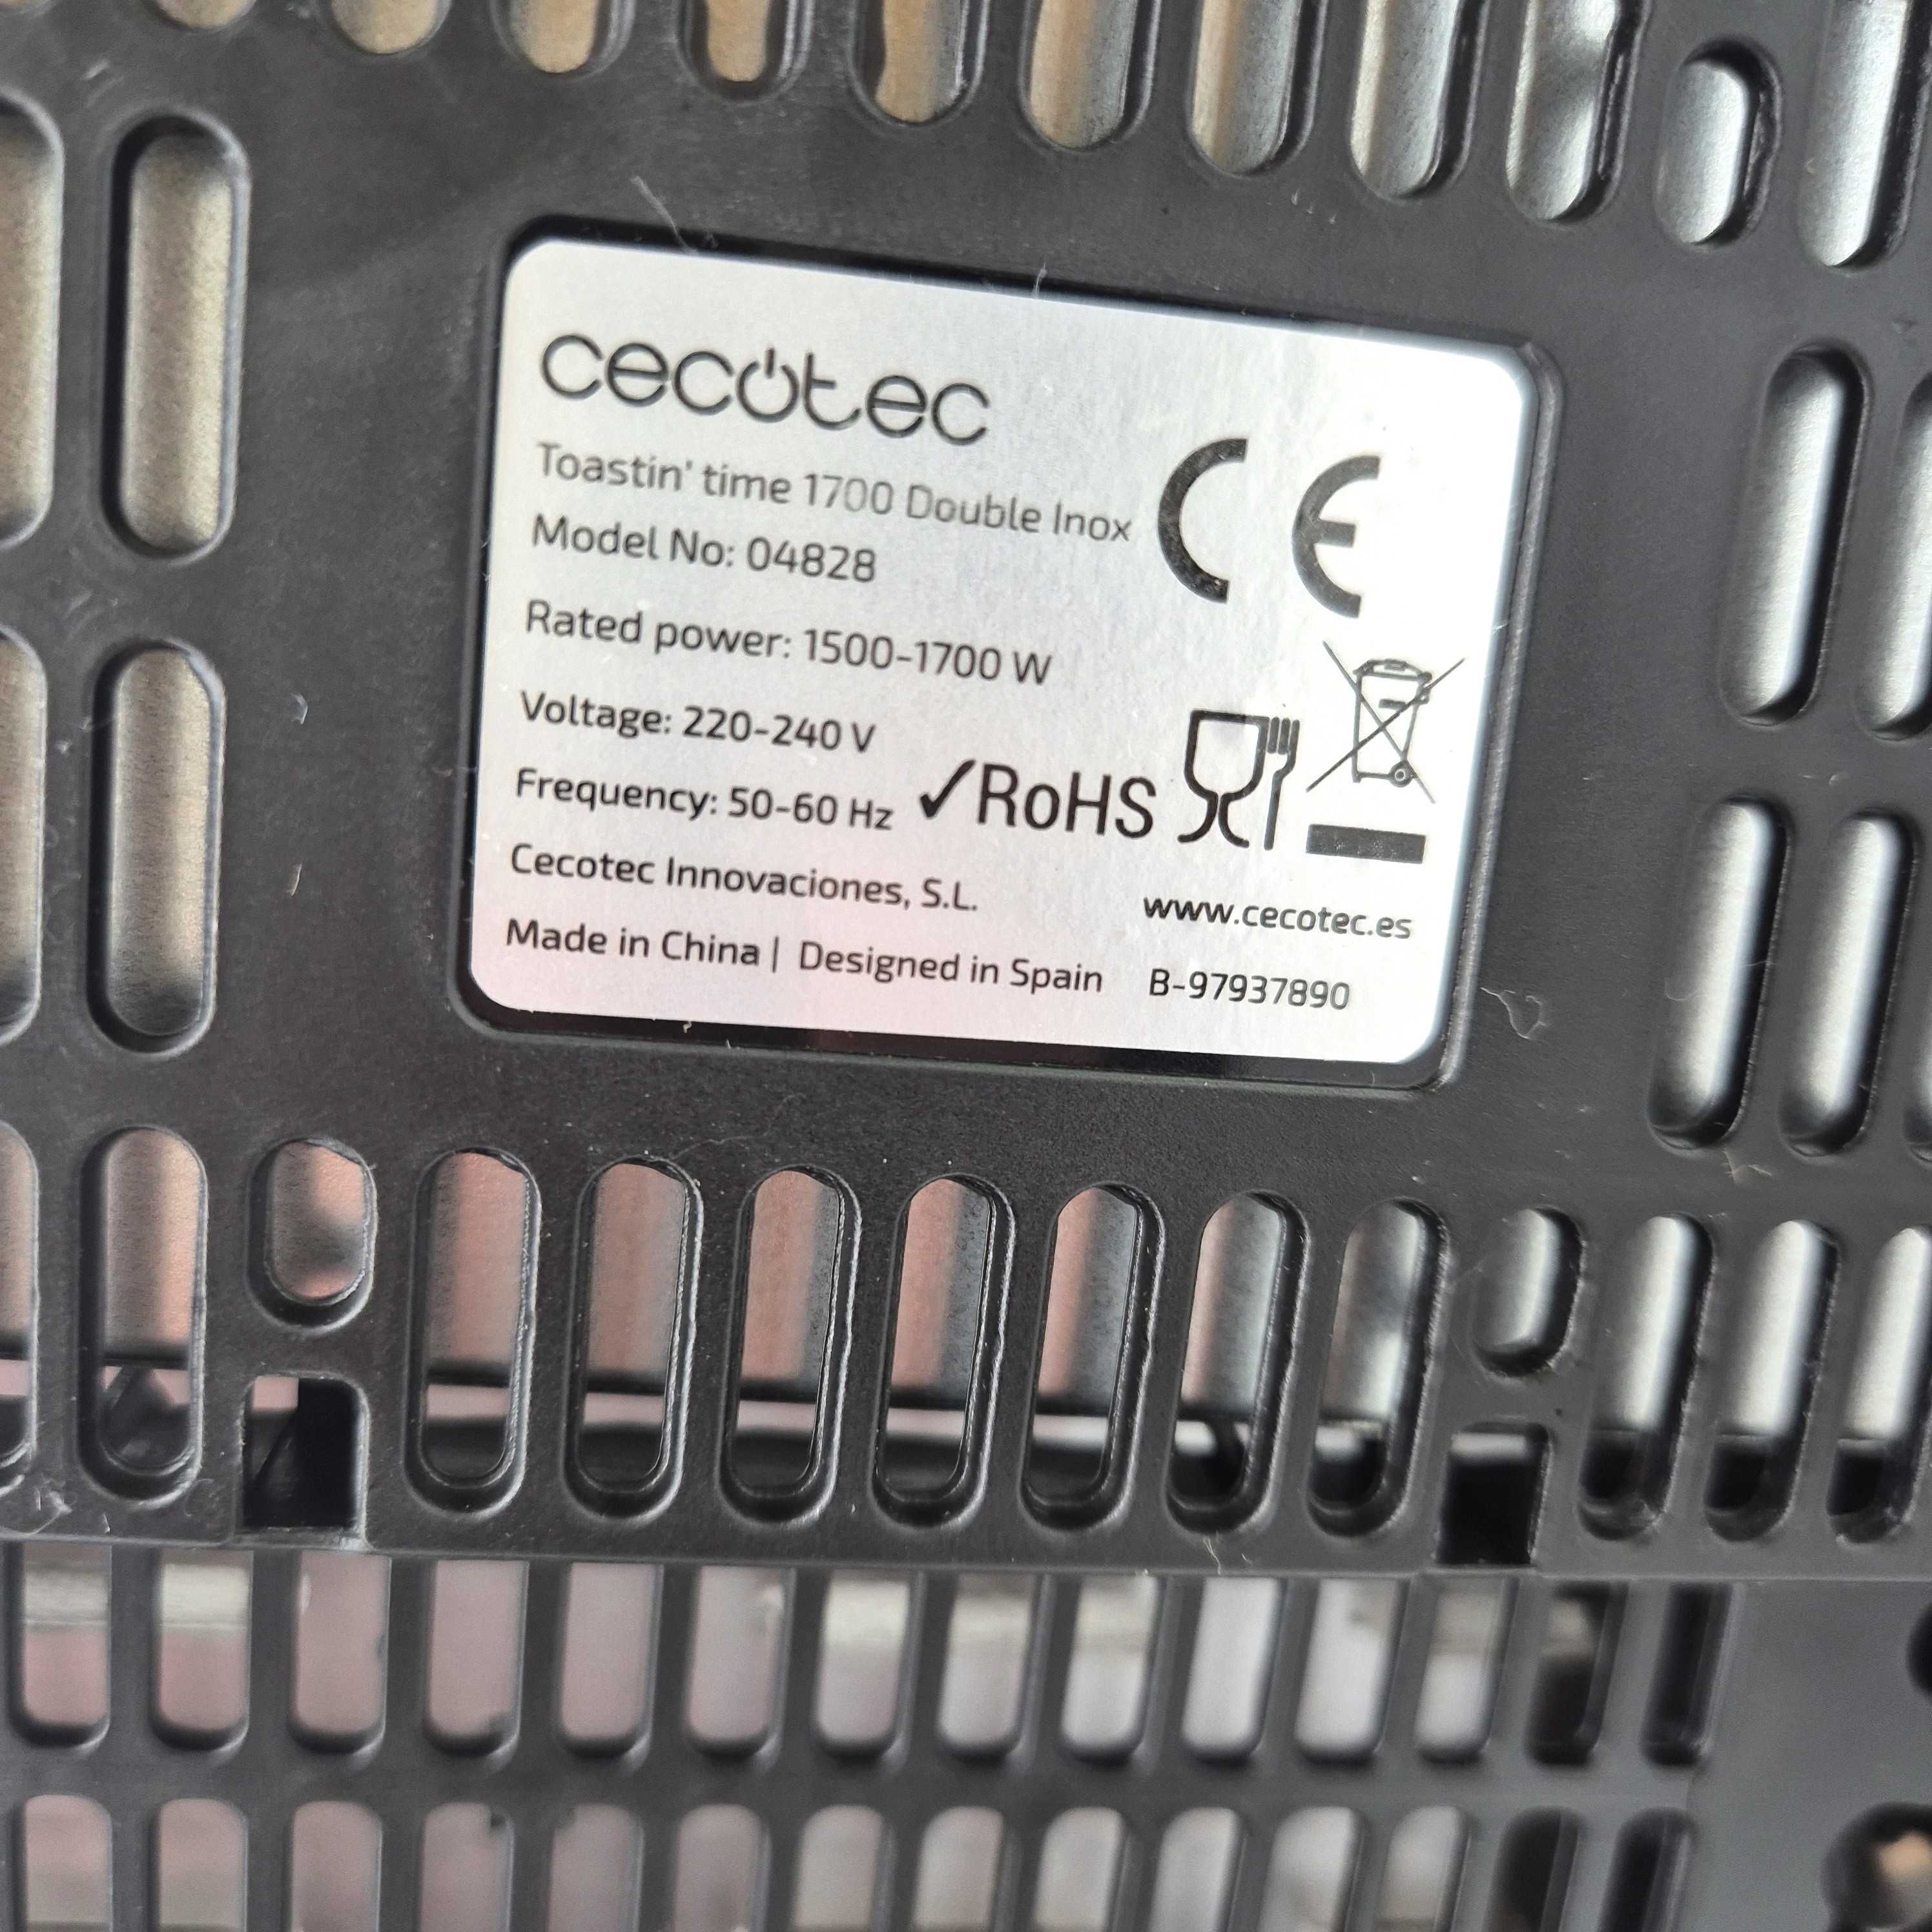 cecotec
Toastin' time 1700 Double Inox
CE
Model No: 04828
Rated power: 1500-1700 W
Voltage: 220-240 V
Frequency: 50-60 Hz
✓RoHS
Cecotec Innovaciones, S.L.
www.cecotec.es
Made in China | Designed in Spain
B-97937890